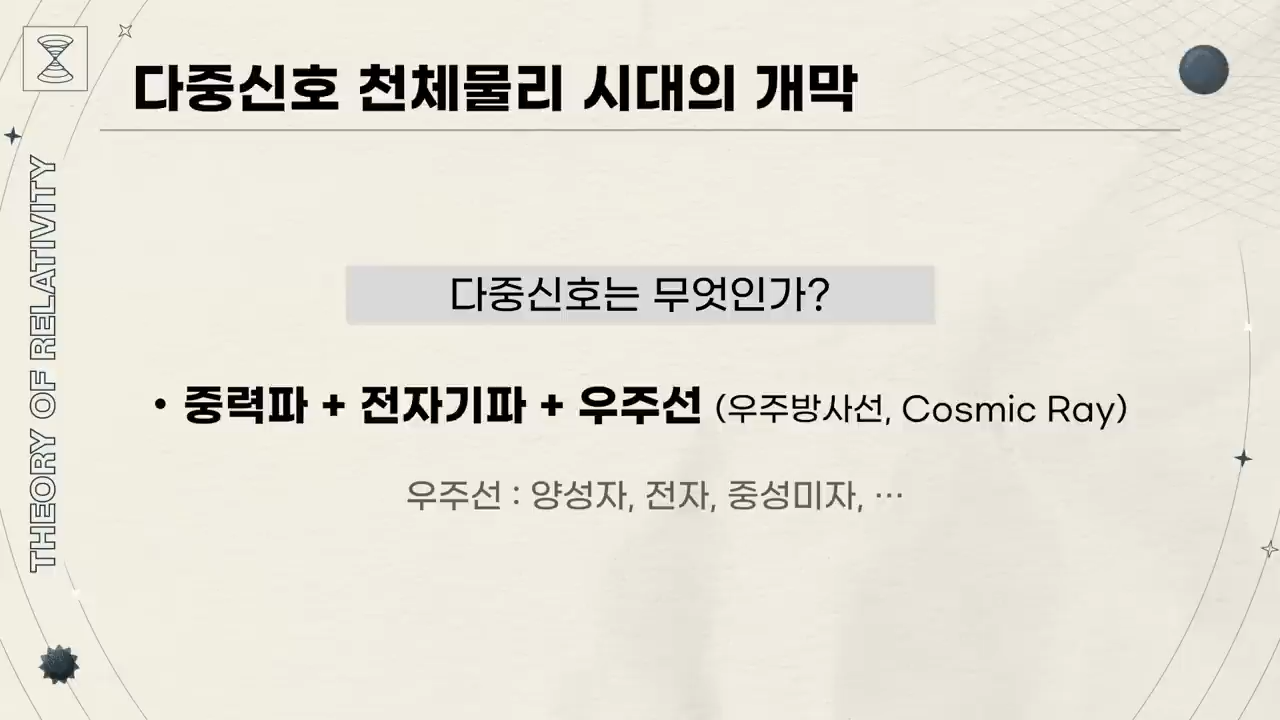 다중신호 천체물리 시대의 개막
THEORY OF RELATIVITY
다중신호는 무엇인가?
• 중력파 + 전자기파 + 우주선 (우주방사선, Cosmic Ray)
우주선 : 양성자, 전자, 중성미자, ···